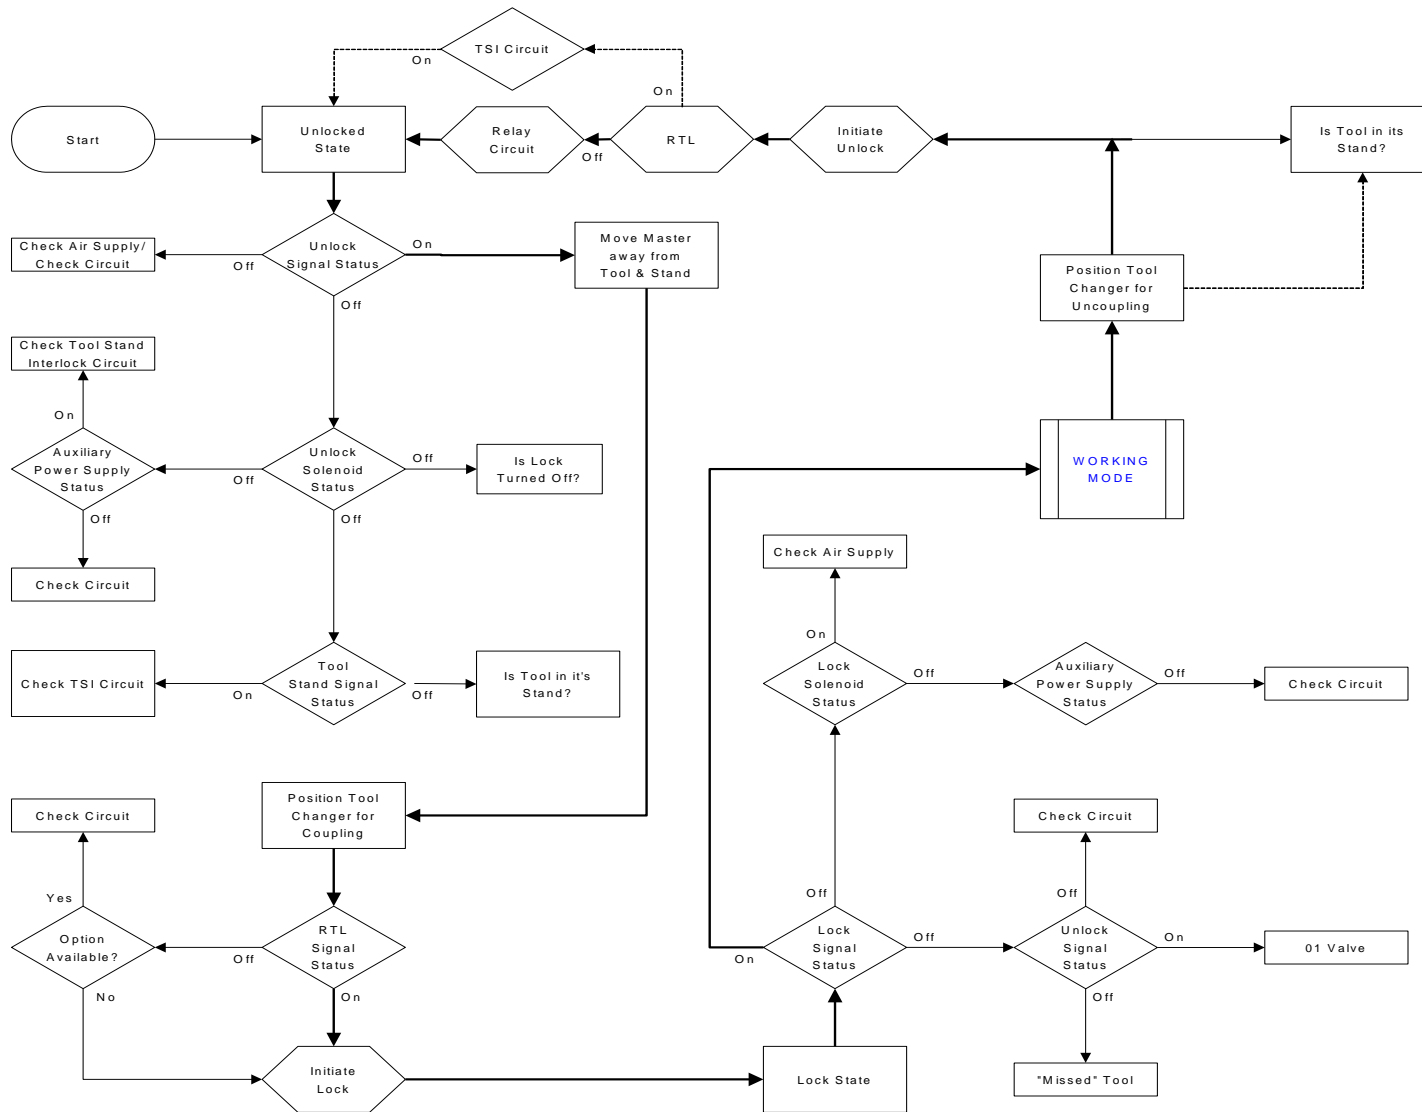 TSI Circuit
On
On
Start
Unlocked
State
Relay
Circuit
Off
RTL
Initiate
Unlock
Is Tool in its
Stand?
Check Air Supply/
Check Circuit
Off
Unlock
Signal Status
On
Off
Move Master
away from
Tool & Stand
Position Tool
Changer for
Uncoupling
Check Tool Stand
Interlock Circuit
On
Auxiliary
Power Supply
Status
Off
Off
Unlock
Solenoid
Status
Off
Off
Is Lock
Turned Off?
WORKING
MODE
Check Circuit
Check Air Supply
On
Check TSI Circuit
On
Tool
Stand Signal
Status
Off
Is Tool in it's
Stand?
Lock
Solenoid
Status
Off
Auxiliary
Power Supply
Status
Off
Check Circuit
Check Circuit
Position Tool
Changer for
Coupling
Check Circuit
Yes
Option
Available?
No
Off
RTL
Signal
Status
On
Off
On
Lock
Signal
Status
Off
Off
Unlock
Signal
Status
On
Off
01 Valve
Initiate
Lock
Lock State
"Missed" Tool